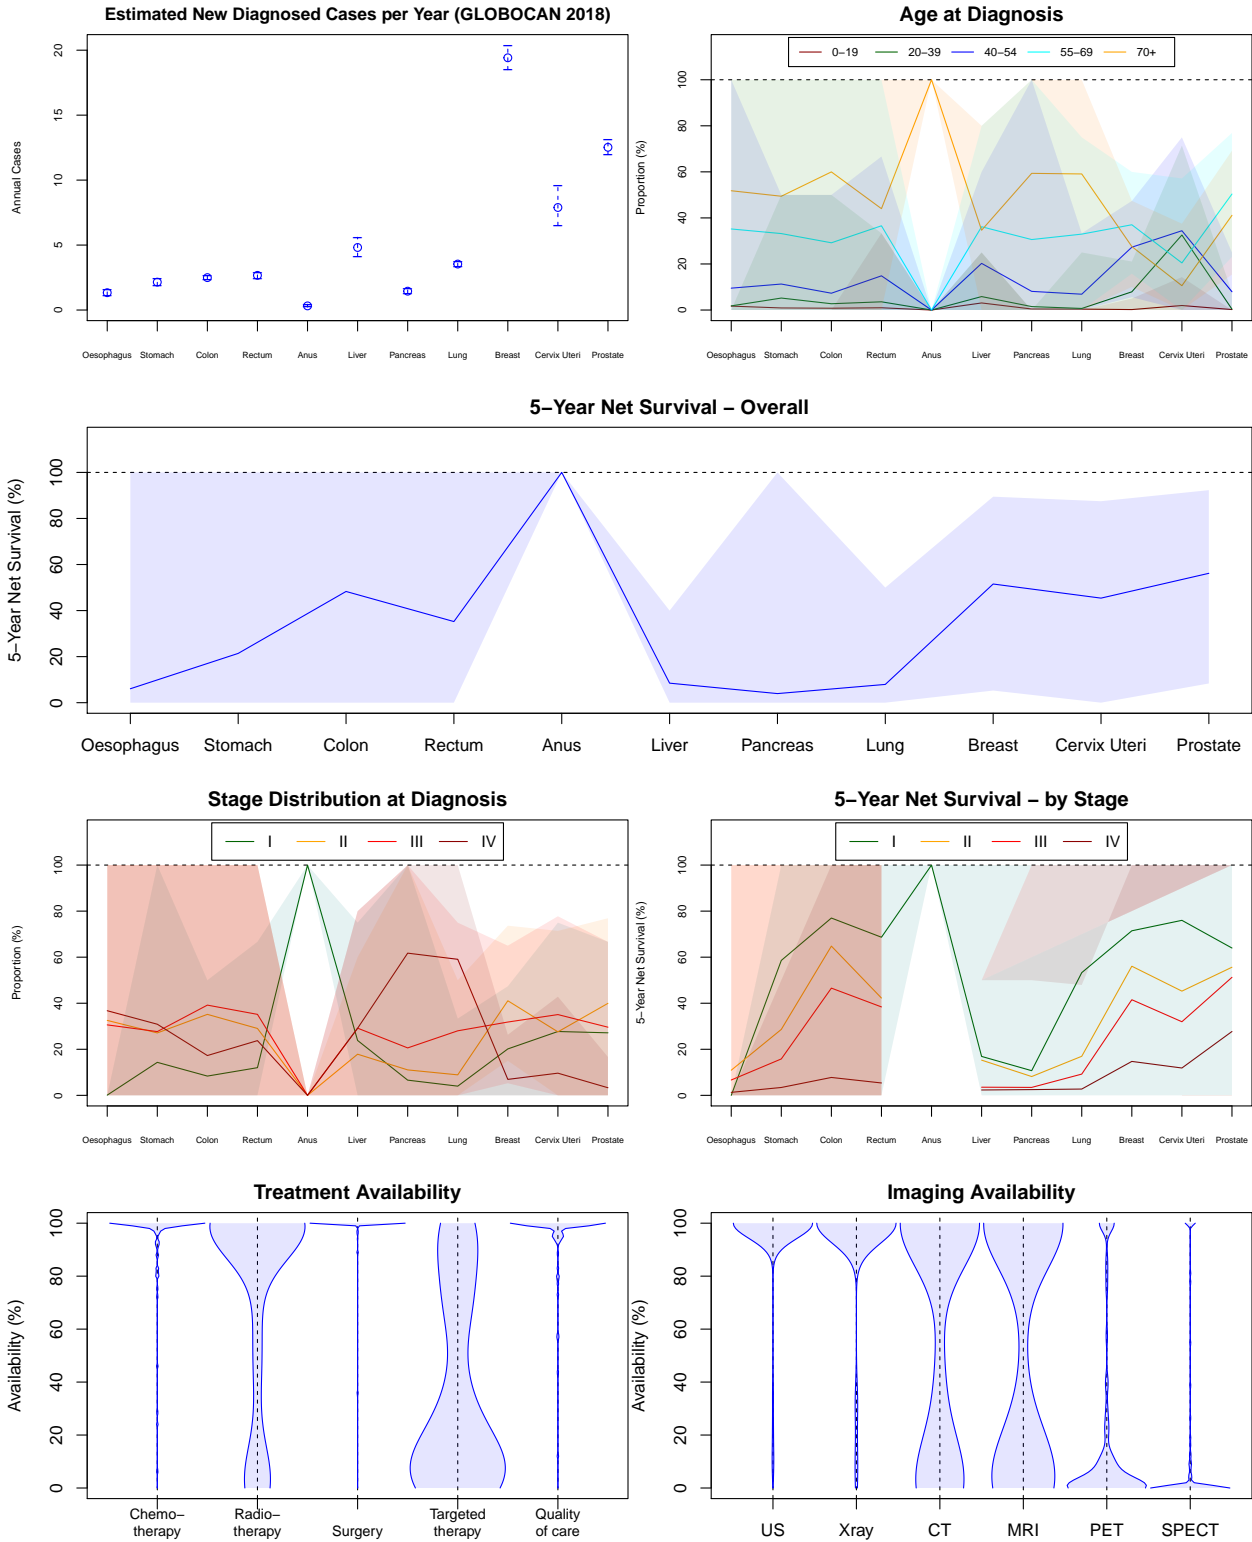 Estimated New Diagnosed Cases per Year (GLOBOCAN 2018)
Annual Cases
20
15
10
5
0
Oesophagus Stomach Colon Rectum Anus Liver Pancreas Lung Breast Cervix Uteri Prostate
Age at Diagnosis
0−19 20−39 40−54 55−69 70+
Proportion (%)
100
80
60
40
20
0
Oesophagus Stomach Colon Rectum Anus Liver Pancreas Lung Breast Cervix Uteri Prostate
5−Year Net Survival − Overall
5−Year Net Survival (%)
100
80
60
40
20
0
Oesophagus Stomach Colon Rectum Anus Liver Pancreas Lung Breast Cervix Uteri Prostate
Stage Distribution at Diagnosis
I II III IV
Proportion (%)
100
80
60
40
20
0
Oesophagus Stomach Colon Rectum Anus Liver Pancreas Lung Breast Cervix Uteri Prostate
5−Year Net Survival − by Stage
I II III IV
5−Year Net Survival (%)
100
80
60
40
20
0
Oesophagus Stomach Colon Rectum Anus Liver Pancreas Lung Breast Cervix Uteri Prostate
Treatment Availability
Availability (%)
100
80
60
40
20
0
Chemo−
therapy
Radio−
therapy
Surgery
Targeted
therapy
Quality
of care
Imaging Availability
Availability (%)
100
80
60
40
20
0
US Xray CT MRI PET SPECT